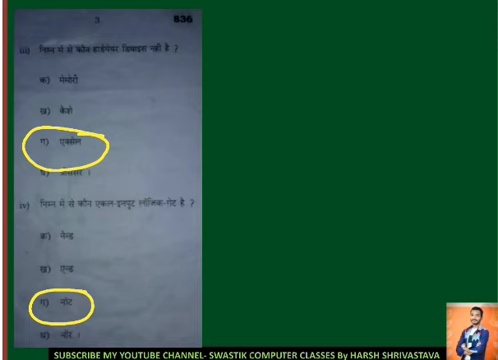 3
836
iii) निम्न में से कौन हार्डवेयर डिवाइस नहीं है ?
क) मेमोरी
ख) कैशे
ग) एक्सेल
घ) प्रोसेसर ।
iv) निम्न में से कौन एकल-इनपुट लॉजिक-गेट है ?
क) नैन्ड
ख) एन्ड
ग) नॉट
घ) नॉर ।
SUBSCRIBE MY YOUTUBE CHANNEL- SWASTIK COMPUTER CLASSES By HARSH SHRIVASTAVA